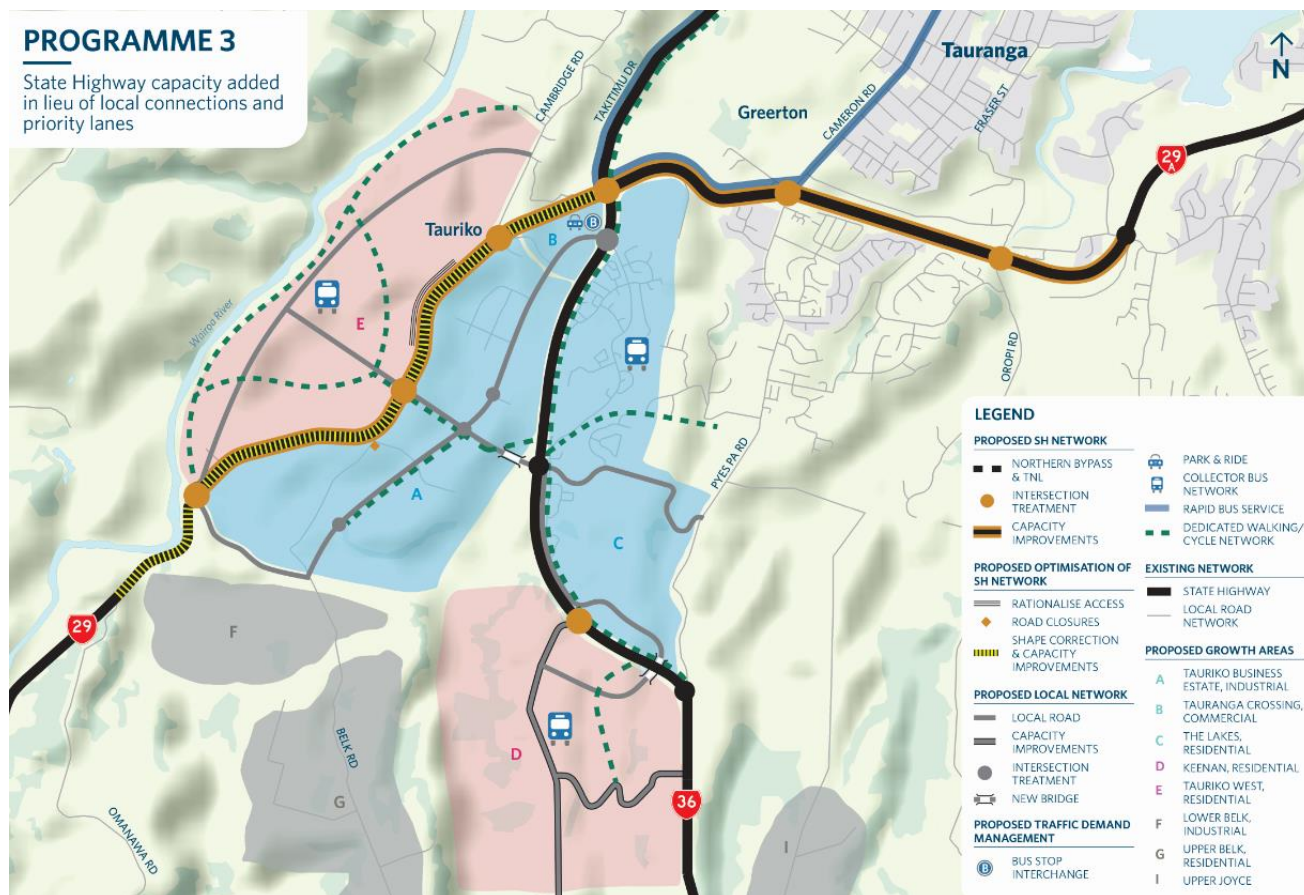 PROGRAMME 3
State Highway capacity added
in lieu of local connections and
priority lanes
Tauranga
N
CAMBRIDGE RD
TAKITIMU DR
Greerton
CAMERON RD
FRASER ST
29
A
Tauriko
B
B
Wairoa River
E
OROPI RD
PYES PA RD
A
C
29
F
BELK RD
D
G
36
OMANAWA RD
I
LEGEND
PROPOSED SH NETWORK
NORTHERN BYPASS
& TNL
INTERSECTION
TREATMENT
CAPACITY
IMPROVEMENTS
PROPOSED OPTIMISATION OF
SH NETWORK
RATIONALISE ACCESS
ROAD CLOSURES
SHAPE CORRECTION
& CAPACITY
IMPROVEMENTS
PROPOSED LOCAL NETWORK
LOCAL ROAD
CAPACITY
IMPROVEMENTS
INTERSECTION
TREATMENT
NEW BRIDGE
PROPOSED TRAFFIC DEMAND
MANAGEMENT
B
BUS STOP
INTERCHANGE
PARK & RIDE
COLLECTOR BUS
NETWORK
RAPID BUS SERVICE
DEDICATED WALKING/
CYCLE NETWORK
EXISTING NETWORK
STATE HIGHWAY
LOCAL ROAD
NETWORK
PROPOSED GROWTH AREAS
A TAURIKO BUSINESS
ESTATE, INDUSTRIAL
B TAURANGA CROSSING,
COMMERCIAL
C THE LAKES,
RESIDENTIAL
D KEENAN, RESIDENTIAL
E TAURIKO WEST,
RESIDENTIAL
F LOWER BELK,
INDUSTRIAL
G UPPER BELK,
RESIDENTIAL
I UPPER JOYCE